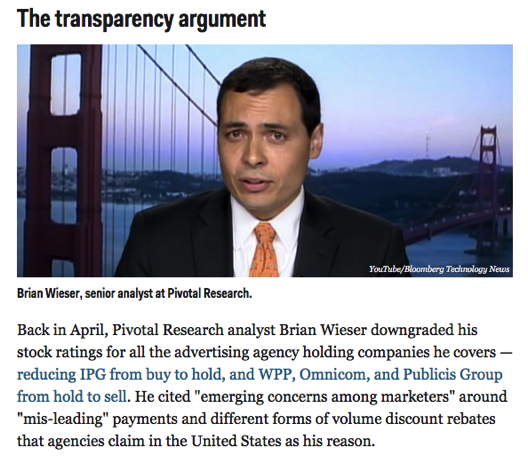 The transparency argument
YouTube/Bloomberg Technology News
Brian Wieser, senior analyst at Pivotal Research.
Back in April, Pivotal Research analyst Brian Wieser downgraded his
stock ratings for all the advertising agency holding companies he covers —
reducing IPG from buy to hold, and WPP, Omnicom, and Publicis Group
from hold to sell. He cited "emerging concerns among marketers" around
"mis-leading" payments and different forms of volume discount rebates
that agencies claim in the United States as his reason.